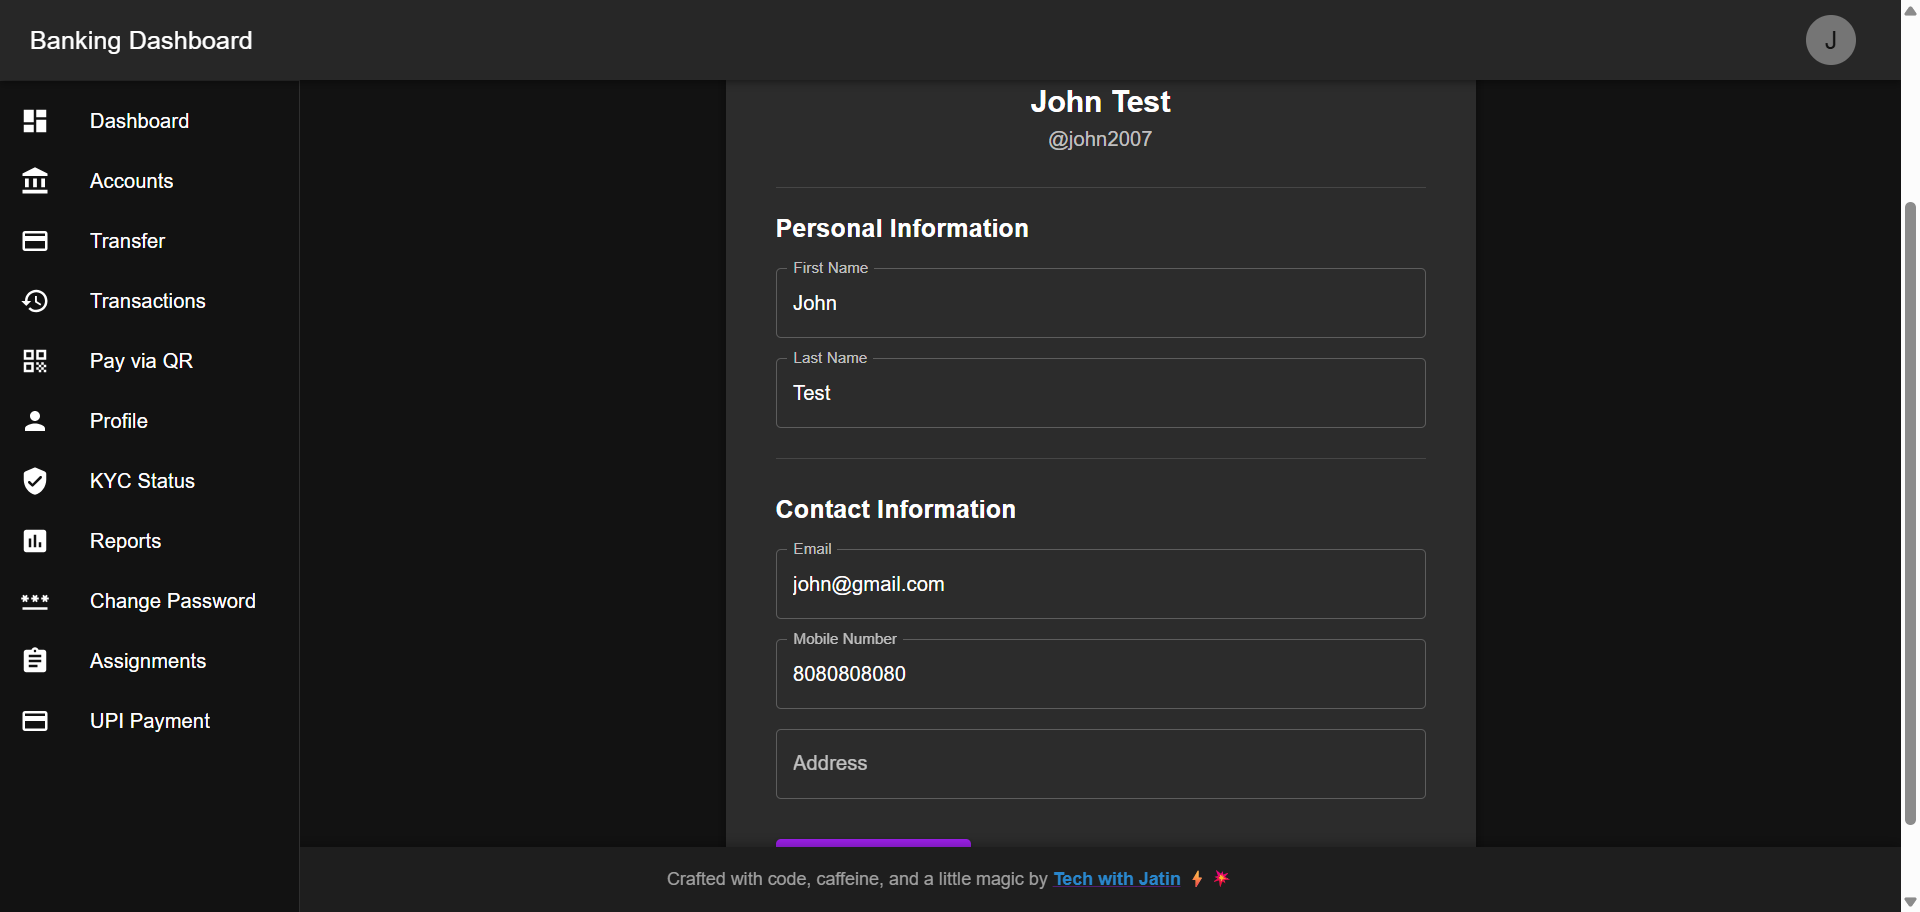 Banking Dashboard
J
Dashboard
Accounts
Transfer
Transactions
Pay via QR
Profile
KYC Status
Reports
Change Password
Assignments
UPI Payment
John Test
@john2007
Personal Information
First Name
John
Last Name
Test
Contact Information
Email
john@gmail.com
Mobile Number
8080808080
Address
Crafted with code, caffeine, and a little magic by Tech with Jatin ⚡ 💥